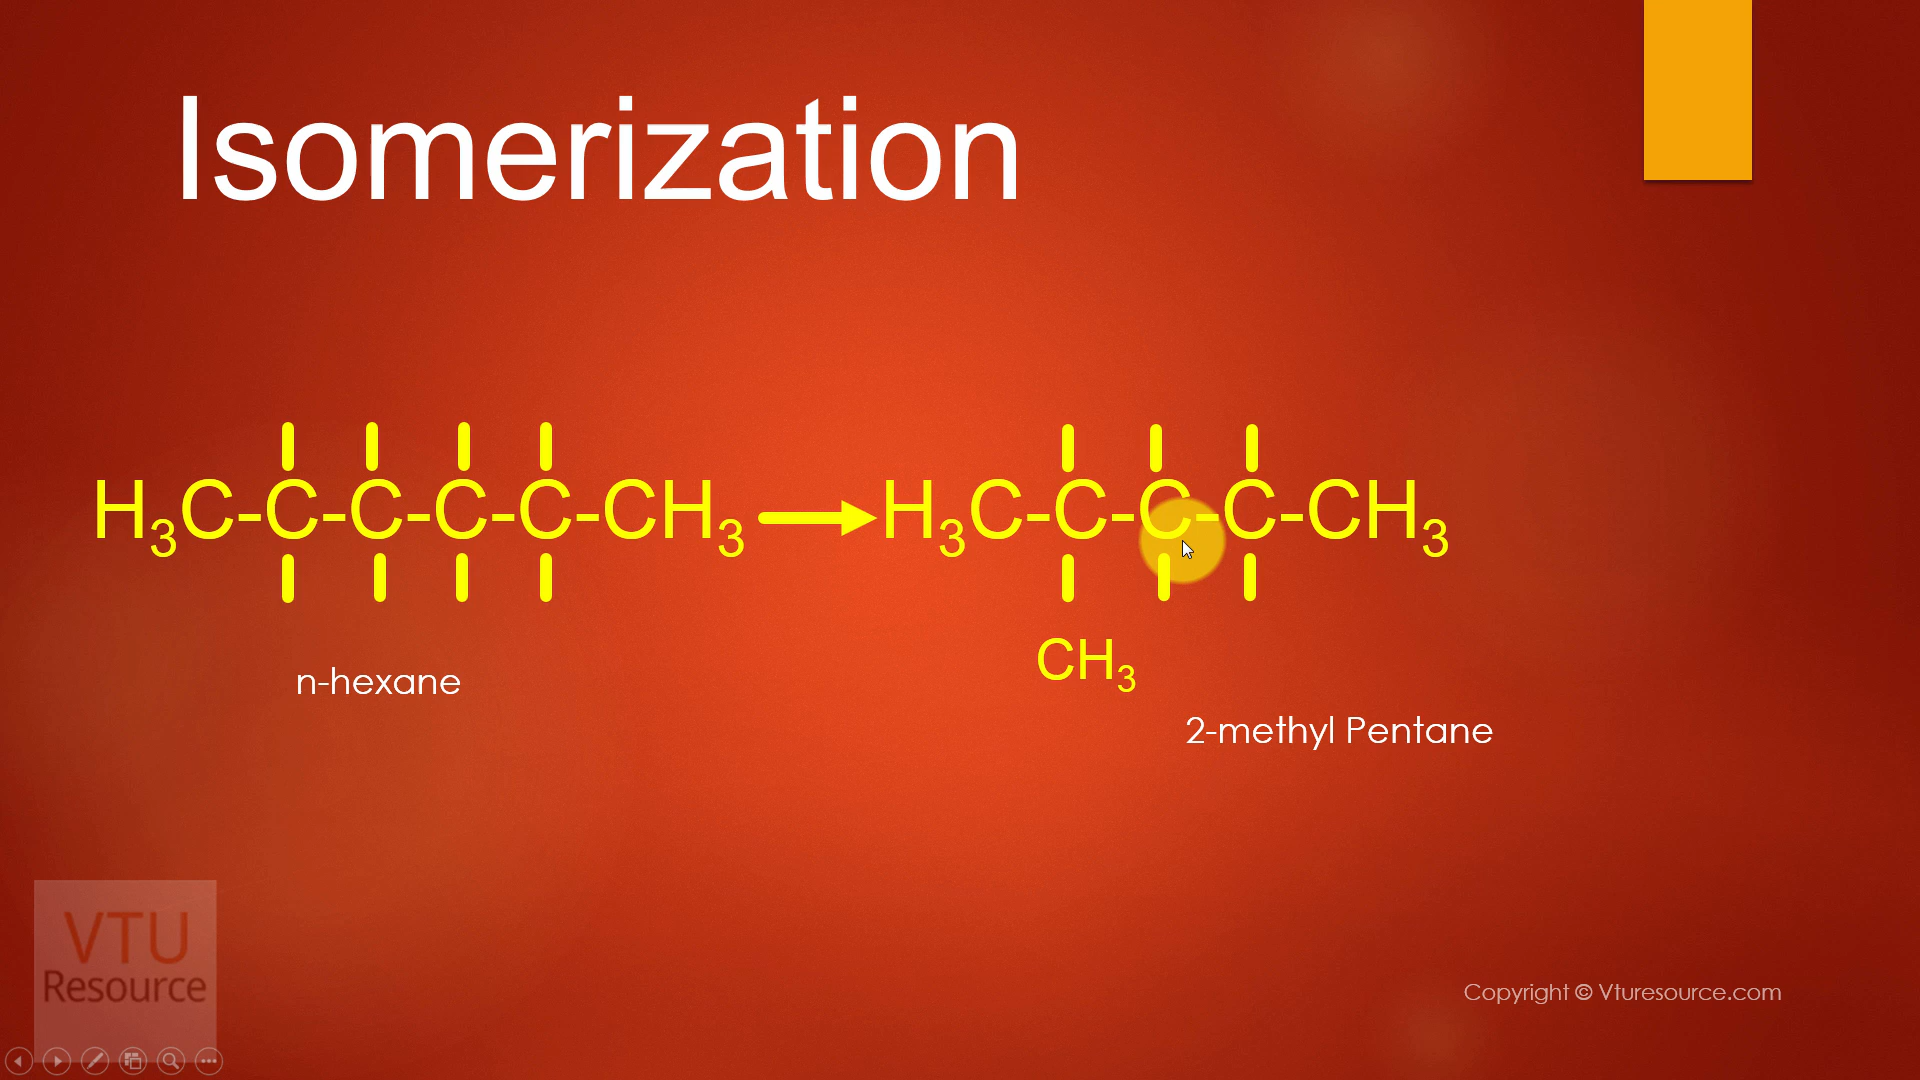 Isomerization
H₃C-C-C-C-C-CH₃ → H₃C-C-C-C-CH₃
CH₃
n-hexane
2-methyl Pentane
VTU
Resource
Copyright © Vturesource.com